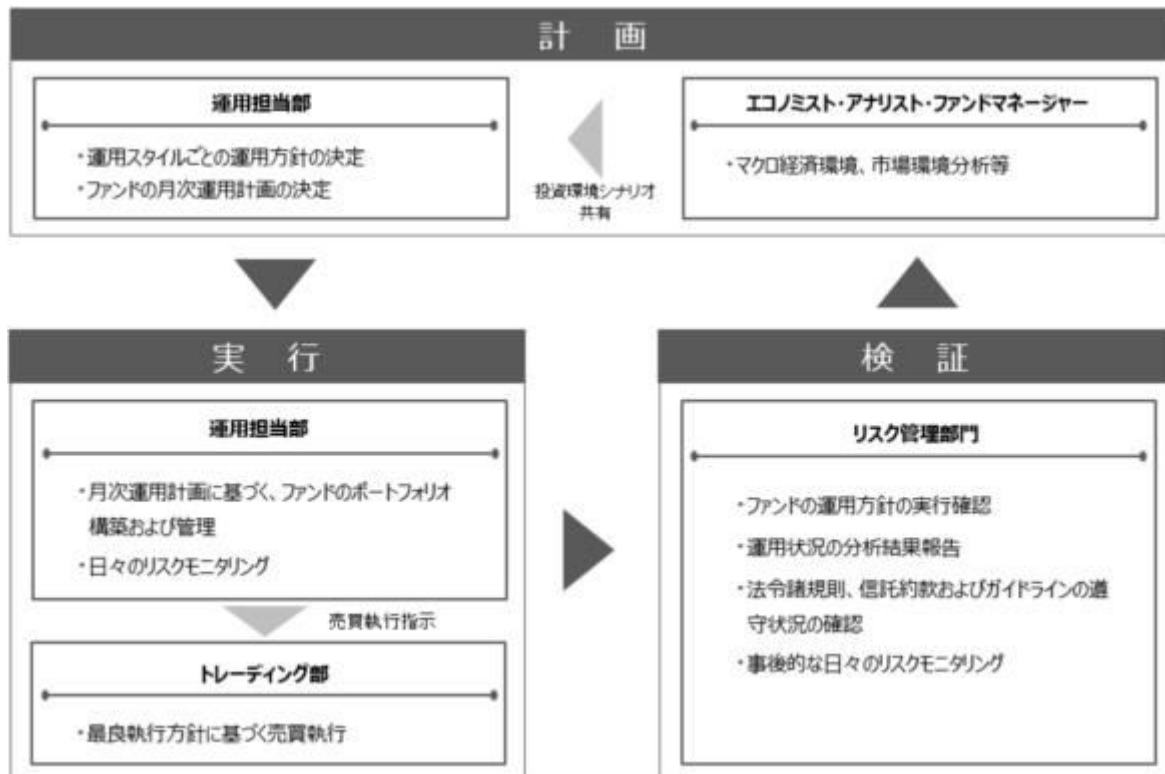 計 画
運用担当部
・運用スタイルごとの運用方針の決定
・ファンドの月次運用計画の決定
投資環境シナリオ
共有
エコノミスト・アナリスト・ファンドマネージャー
・マクロ経済環境、市場環境分析等
実 行
運用担当部
・月次運用計画に基づく、ファンドのポートフォリオ
構築および管理
・日々のリスクモニタリング
売買執行指示
トレーディング部
・最良執行方針に基づく売買執行
検 証
リスク管理部門
・ファンドの運用方針の実行確認
・運用状況の分析結果報告
・法令諸規則、信託約款およびガイドラインの遵
守状況の確認
・事後的な日々のリスクモニタリング